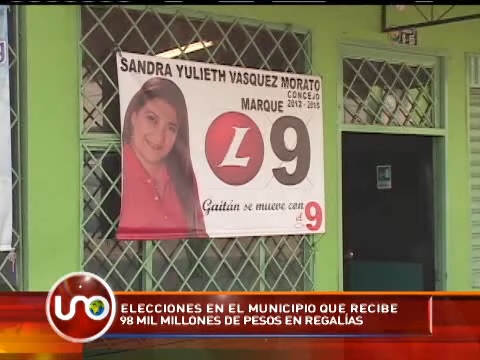 SANDRA YULIETH VASQUEZ MORATO
CONCEJO
MARQUE 2012 - 2015
L 9
Gaitán se mueve con
el 9
UNO
ELECCIONES EN EL MUNICIPIO QUE RECIBE
98 MIL MILLONES DE PESOS EN REGALÍAS